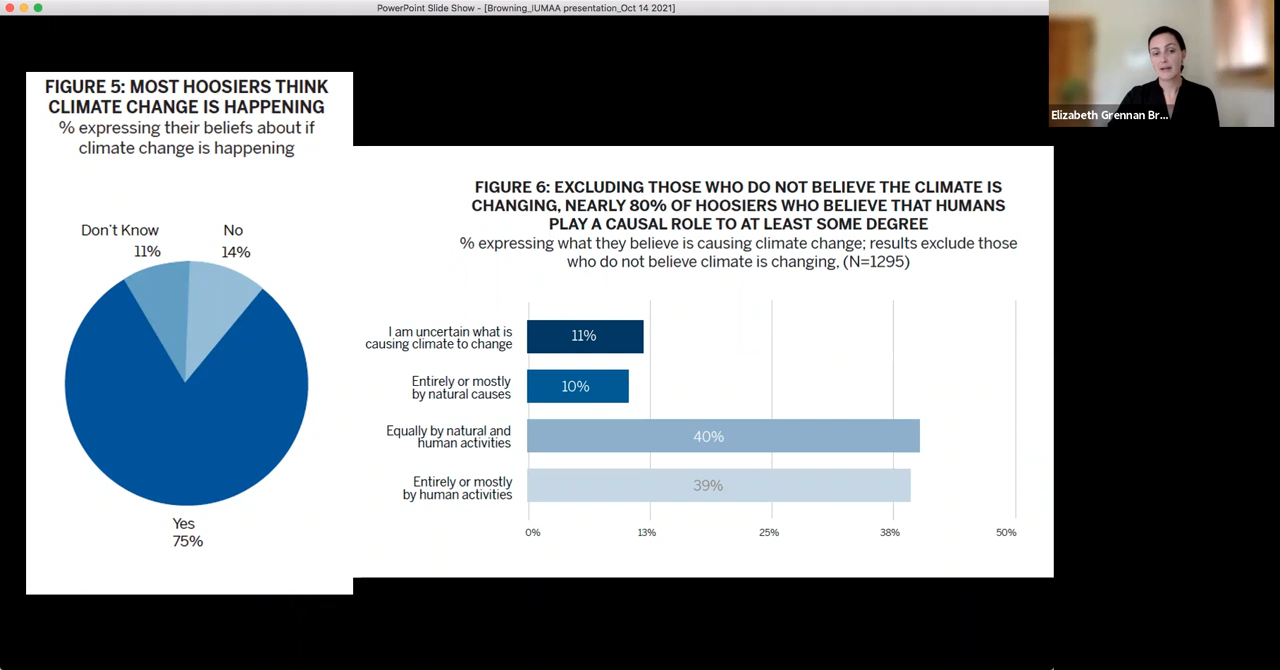 PowerPoint Slide Show - [Browning_IUMAA presentation_Oct 14 2021]
Elizabeth Grennan Br...
FIGURE 5: MOST HOOSIERS THINK
CLIMATE CHANGE IS HAPPENING
% expressing their beliefs about if
climate change is happening
Don't Know
11%
No
14%
Yes
75%
FIGURE 6: EXCLUDING THOSE WHO DO NOT BELIEVE THE CLIMATE IS
CHANGING, NEARLY 80% OF HOOSIERS WHO BELIEVE THAT HUMANS
PLAY A CAUSAL ROLE TO AT LEAST SOME DEGREE
% expressing what they believe is causing climate change; results exclude those
who do not believe climate is changing, (N=1295)
I am uncertain what is
causing climate to change
11%
Entirely or mostly
by natural causes
10%
Equally by natural and
human activities
40%
Entirely or mostly
by human activities
39%
0%
13%
25%
38%
50%